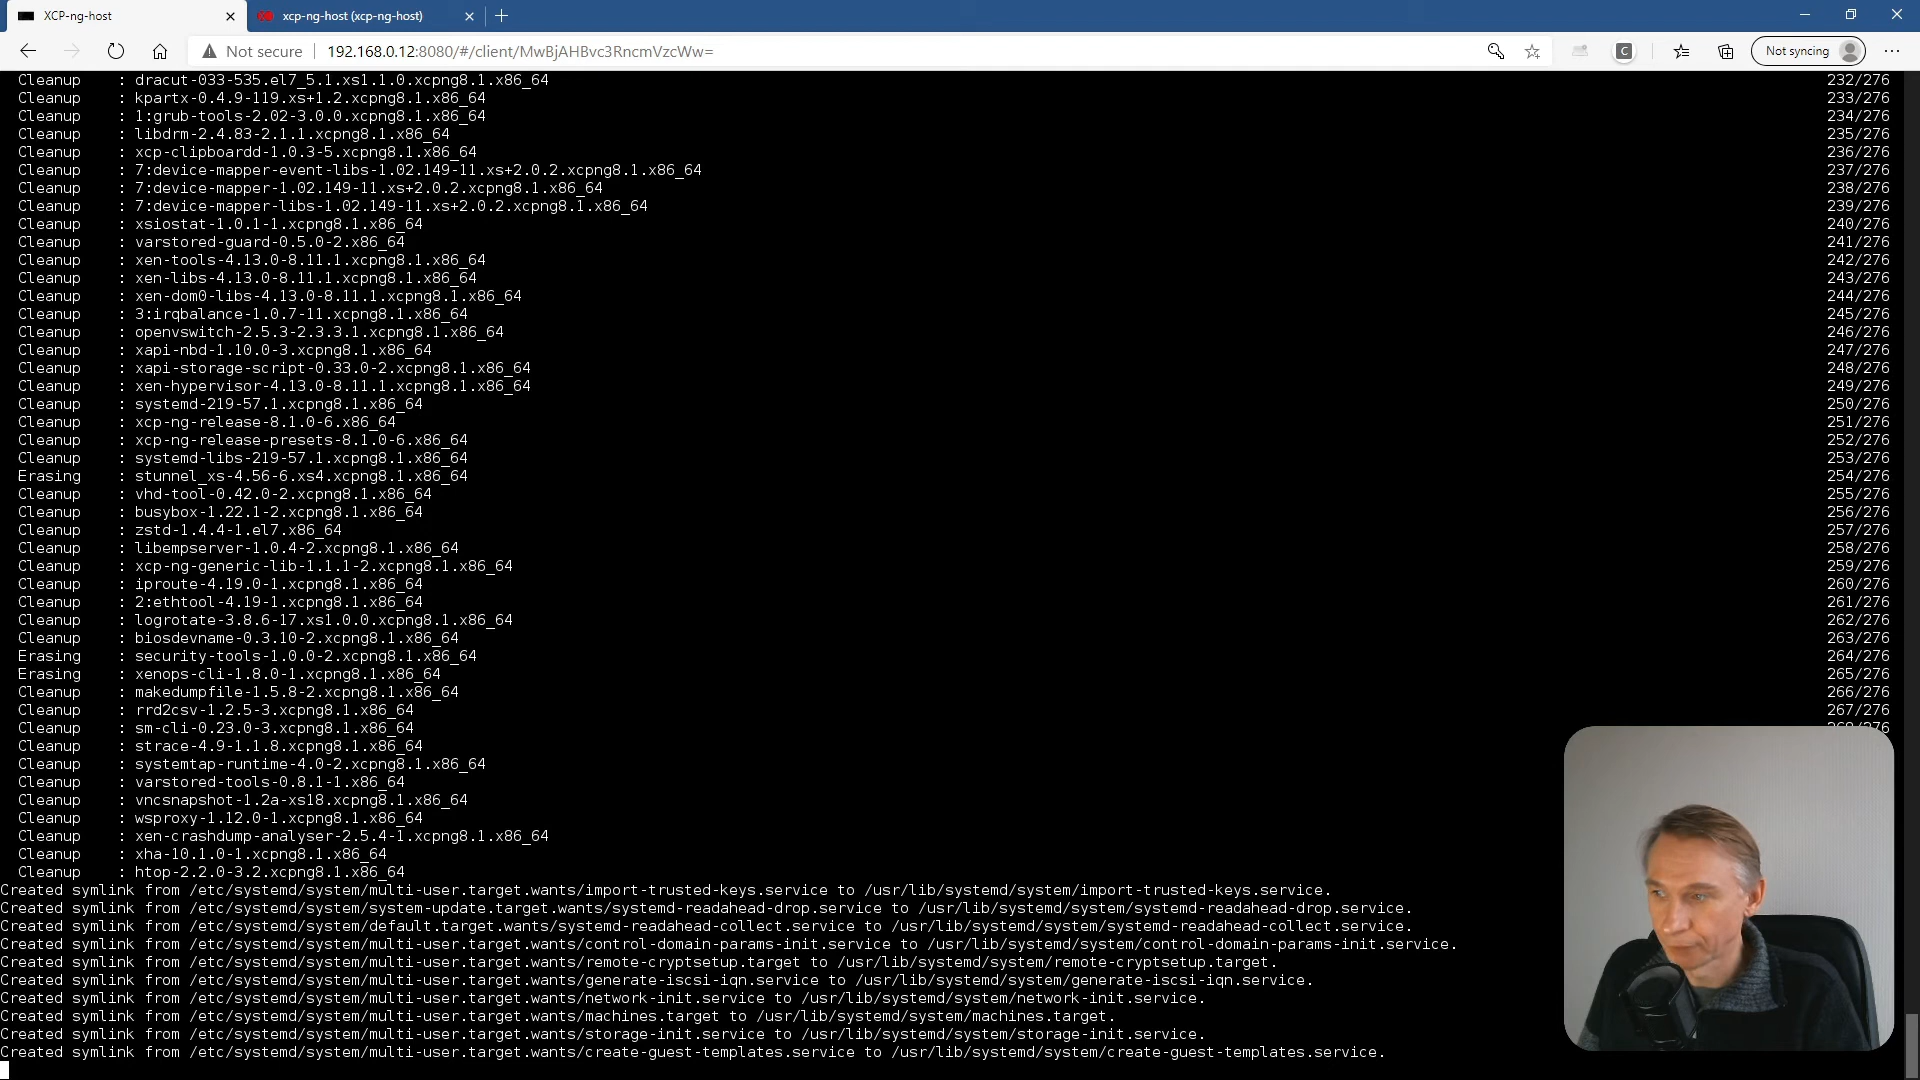 XCP-ng-host
xcp-ng-host (xcp-ng-host)
Not secure
192.168.0.12:8080/#/client/MwBjAHBvc3RncmVzcWw=
Not syncing
Cleanup : dracut-033-535.el7_5.1.xs1.1.0.xcpng8.1.x86_64 232/276
Cleanup : kpartx-0.4.9-119.xs+1.2.xcpng8.1.x86_64 233/276
Cleanup : 1:grub-tools-2.02-3.0.0.xcpng8.1.x86_64 234/276
Cleanup : libdrm-2.4.83-2.1.1.xcpng8.1.x86_64 235/276
Cleanup : xcp-clipboardd-1.0.3-5.xcpng8.1.x86_64 236/276
Cleanup : 7:device-mapper-event-libs-1.02.149-11.xs+2.0.2.xcpng8.1.x86_64 237/276
Cleanup : 7:device-mapper-1.02.149-11.xs+2.0.2.xcpng8.1.x86_64 238/276
Cleanup : 7:device-mapper-libs-1.02.149-11.xs+2.0.2.xcpng8.1.x86_64 239/276
Cleanup : xsiostat-1.0.1-1.xcpng8.1.x86_64 240/276
Cleanup : varstored-guard-0.5.0-2.x86_64 241/276
Cleanup : xen-tools-4.13.0-8.11.1.xcpng8.1.x86_64 242/276
Cleanup : xen-libs-4.13.0-8.11.1.xcpng8.1.x86_64 243/276
Cleanup : xen-dom0-libs-4.13.0-8.11.1.xcpng8.1.x86_64 244/276
Cleanup : 3:irqbalance-1.0.7-11.xcpng8.1.x86_64 245/276
Cleanup : openvswitch-2.5.3-2.3.3.1.xcpng8.1.x86_64 246/276
Cleanup : xapi-nbd-1.10.0-3.xcpng8.1.x86_64 247/276
Cleanup : xapi-storage-script-0.33.0-2.xcpng8.1.x86_64 248/276
Cleanup : xen-hypervisor-4.13.0-8.11.1.xcpng8.1.x86_64 249/276
Cleanup : systemd-219-57.1.xcpng8.1.x86_64 250/276
Cleanup : xcp-ng-release-8.1.0-6.x86_64 251/276
Cleanup : xcp-ng-release-presets-8.1.0-6.x86_64 252/276
Cleanup : systemd-libs-219-57.1.xcpng8.1.x86_64 253/276
Erasing : stunnel_xs-4.56-6.xs4.xcpng8.1.x86_64 254/276
Cleanup : vhd-tool-0.42.0-2.xcpng8.1.x86_64 255/276
Cleanup : busybox-1.22.1-2.xcpng8.1.x86_64 256/276
Cleanup : zstd-1.4.4-1.el7.x86_64 257/276
Cleanup : libempserver-1.0.4-2.xcpng8.1.x86_64 258/276
Cleanup : xcp-ng-generic-lib-1.1.1-2.xcpng8.1.x86_64 259/276
Cleanup : iproute-4.19.0-1.xcpng8.1.x86_64 260/276
Cleanup : 2:ethtool-4.19-1.xcpng8.1.x86_64 261/276
Cleanup : logrotate-3.8.6-17.xs1.0.0.xcpng8.1.x86_64 262/276
Cleanup : biosdevname-0.3.10-2.xcpng8.1.x86_64 263/276
Erasing : security-tools-1.0.0-2.xcpng8.1.x86_64 264/276
Erasing : xenops-cli-1.8.0-1.xcpng8.1.x86_64 265/276
Cleanup : makedumpfile-1.5.8-2.xcpng8.1.x86_64 266/276
Cleanup : rrd2csv-1.2.5-3.xcpng8.1.x86_64 267/276
Cleanup : sm-cli-0.23.0-3.xcpng8.1.x86_64
Cleanup : strace-4.9-1.1.8.xcpng8.1.x86_64
Cleanup : systemtap-runtime-4.0-2.xcpng8.1.x86_64
Cleanup : varstored-tools-0.8.1-1.x86_64
Cleanup : vncsnapshot-1.2a-xs18.xcpng8.1.x86_64
Cleanup : wsproxy-1.12.0-1.xcpng8.1.x86_64
Cleanup : xen-crashdump-analyser-2.5.4-1.xcpng8.1.x86_64
Cleanup : xha-10.1.0-1.xcpng8.1.x86_64
Cleanup : htop-2.2.0-3.2.xcpng8.1.x86_64
Created symlink from /etc/systemd/system/multi-user.target.wants/import-trusted-keys.service to /usr/lib/systemd/system/import-trusted-keys.service.
Created symlink from /etc/systemd/system/system-update.target.wants/systemd-readahead-drop.service to /usr/lib/systemd/system/systemd-readahead-drop.service.
Created symlink from /etc/systemd/system/default.target.wants/systemd-readahead-collect.service to /usr/lib/systemd/system/systemd-readahead-collect.service.
Created symlink from /etc/systemd/system/multi-user.target.wants/control-domain-params-init.service to /usr/lib/systemd/system/control-domain-params-init.service.
Created symlink from /etc/systemd/system/multi-user.target.wants/remote-cryptsetup.target to /usr/lib/systemd/system/remote-cryptsetup.target.
Created symlink from /etc/systemd/system/multi-user.target.wants/generate-iscsi-iqn.service to /usr/lib/systemd/system/generate-iscsi-iqn.service.
Created symlink from /etc/systemd/system/multi-user.target.wants/network-init.service to /usr/lib/systemd/system/network-init.service.
Created symlink from /etc/systemd/system/multi-user.target.wants/machines.target to /usr/lib/systemd/system/machines.target.
Created symlink from /etc/systemd/system/multi-user.target.wants/storage-init.service to /usr/lib/systemd/system/storage-init.service.
Created symlink from /etc/systemd/system/multi-user.target.wants/create-guest-templates.service to /usr/lib/systemd/system/create-guest-templates.service.